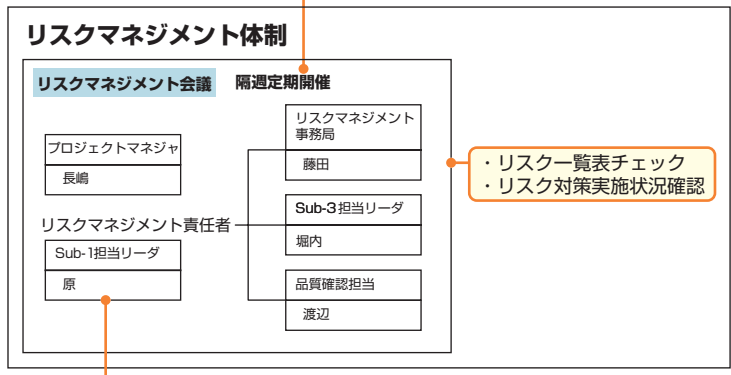 リスクマネジメント体制
リスクマネジメント会議
隔週定期開催
プロジェクトマネジャ
長嶋
リスクマネジメント責任者
Sub-1担当リーダ
原
リスクマネジメント
事務局
藤田
Sub-3担当リーダ
堀内
品質確認担当
渡辺
・リスク一覧表チェック
・リスク対策実施状況確認